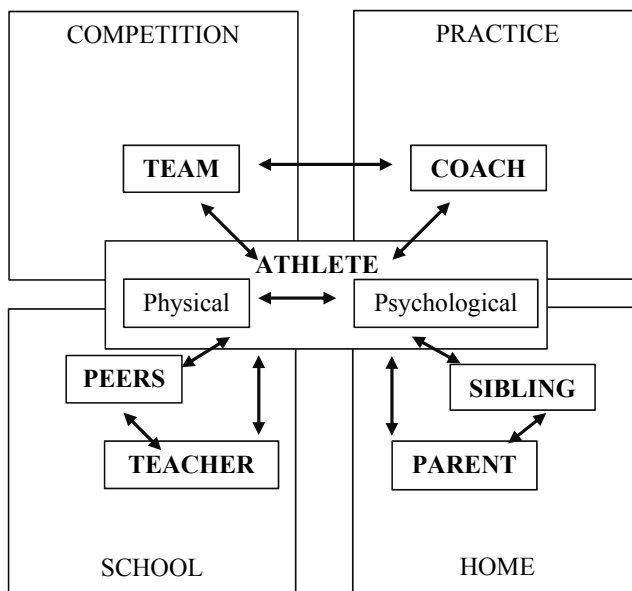 COMPETITION
PRACTICE
TEAM
COACH
ATHLETE
Physical
Psychological
PEERS
SIBLING
TEACHER
PARENT
SCHOOL
HOME